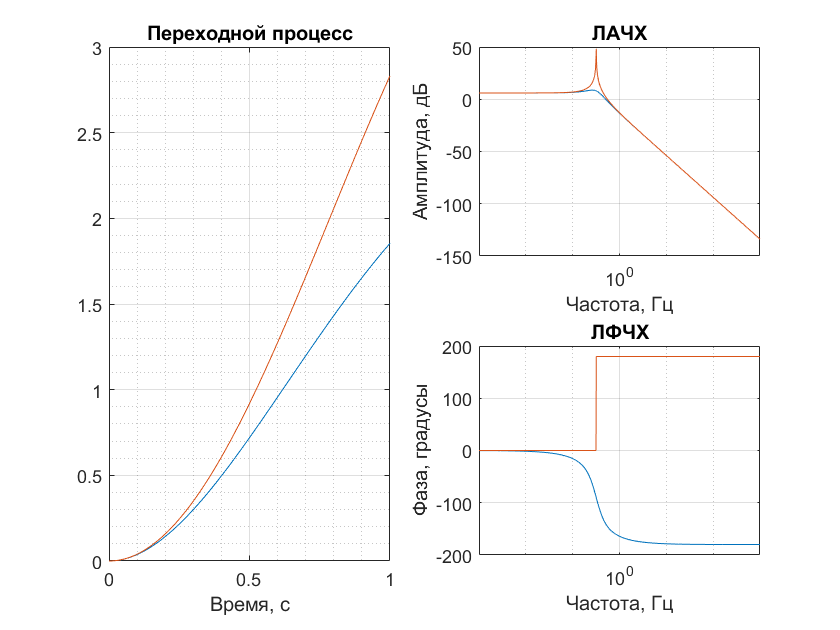 Переходной процесс
3
2.5
2
1.5
1
0.5
0
0 0.5 1
Время, с
ЛАЧХ
50
0
-50
-100
-150
Амплитуда, дБ
10^0
Частота, Гц
ЛФЧХ
200
100
0
-100
-200
Фаза, градусы
10^0
Частота, Гц